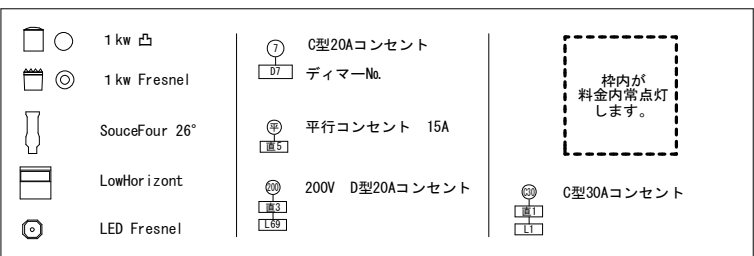 1kw 凸
1kw Fresnel
SouceFour 26°
LowHorizont
LED Fresnel
7
C型20Aコンセント
D7
ディマー№
平
平行コンセント 15A
直5
200
200V D型20Aコンセント
直3
L69
枠内が
料金内常点灯
します。
C30
C型30Aコンセント
直1
L1